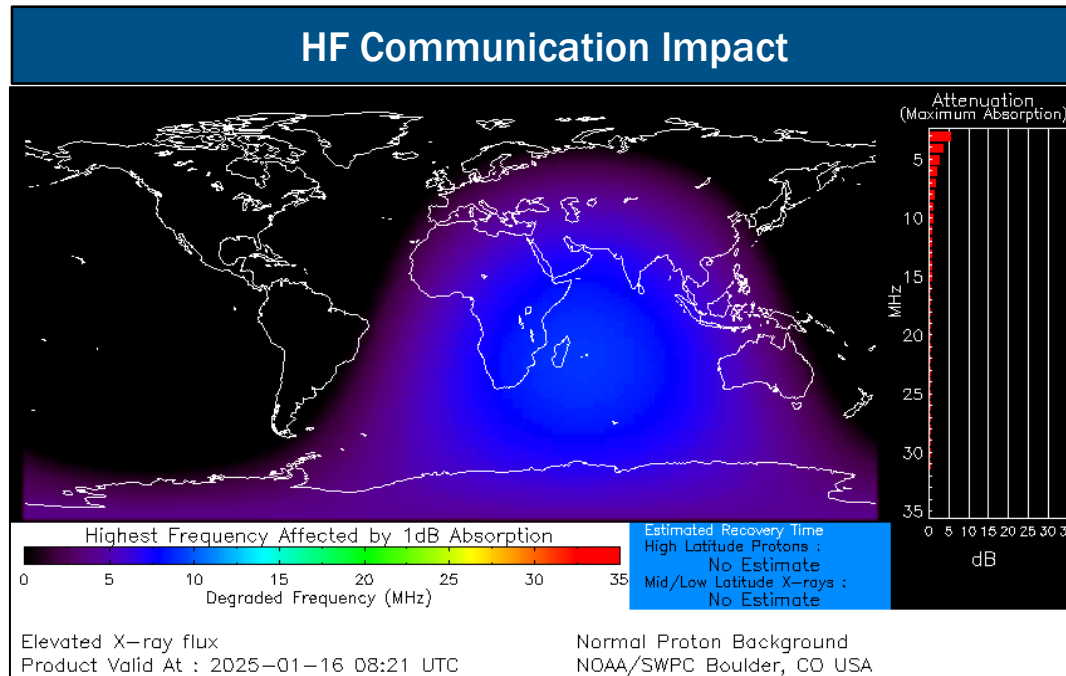 HF Communication Impact
Attenuation
(Maximum Absorption)
5
10
15
20
25
30
35
MHz
0 5 10 15 20 25 30 3
dB
Highest Frequency Affected by 1dB Absorption
0 5 10 15 20 25 30 35
Degraded Frequency (MHz)
Estimated Recovery Time
High Latitude Protons :
No Estimate
Mid/Low Latitude X-rays :
No Estimate
Elevated X-ray flux
Normal Proton Background
Product Valid At : 2025-01-16 08:21 UTC
NOAA/SWPC Boulder, CO USA